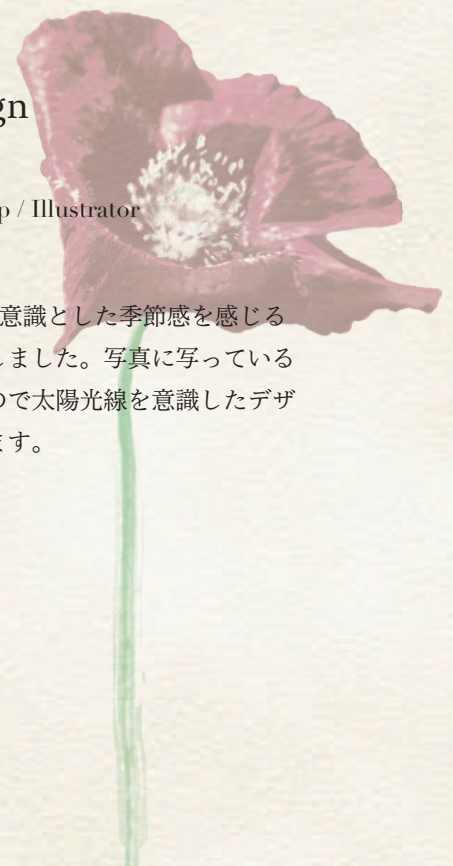 gn
p / Illustrator
意識とした季節感を感じる
しました。写真に写っている
ので太陽光線を意識したデザ
ます。